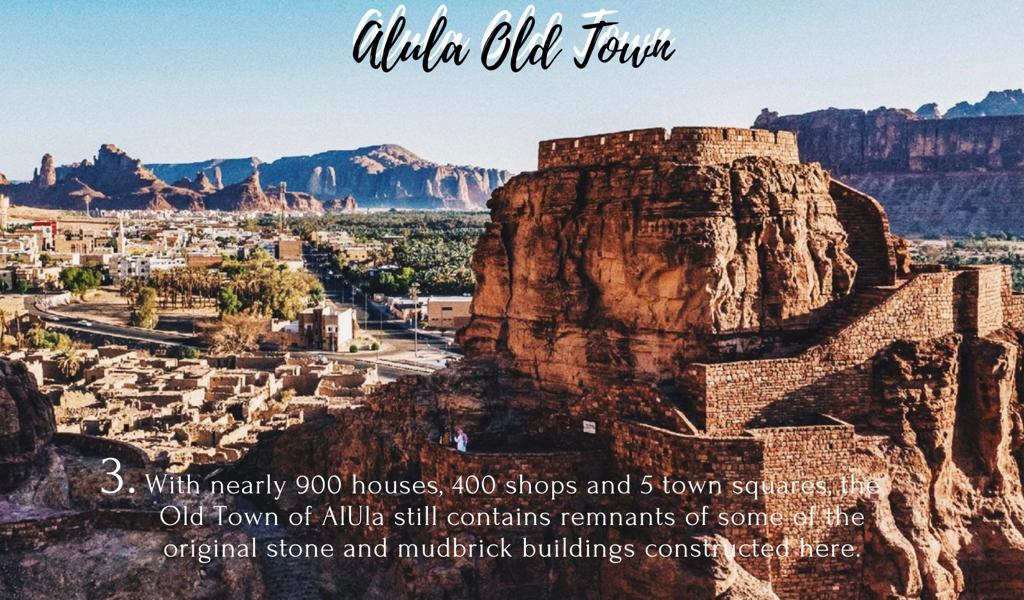 Alula Old Town
3. With nearly 900 houses, 400 shops and 5 town squares, the
Old Town of AlUla still contains remnants of some of the
original stone and mudbrick buildings constructed here.